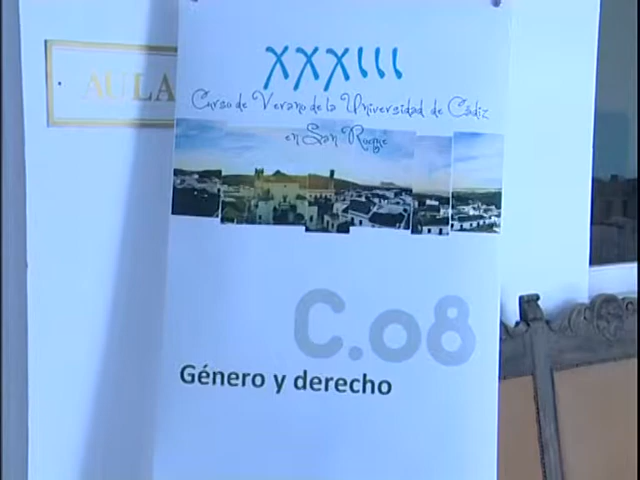 AULA
XXXIII
Curso de Verano de la Universidad de Cádiz
en San Roque
C.08
Género y derecho